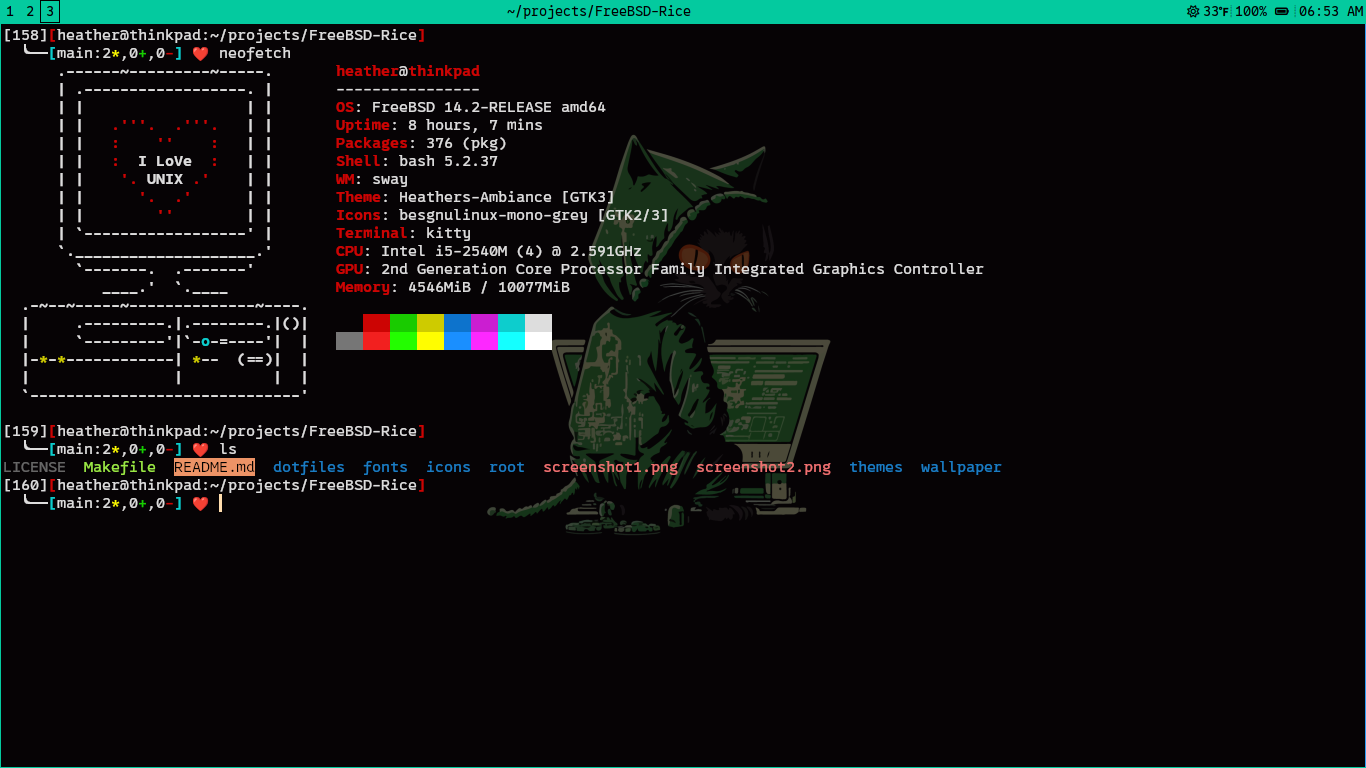 1 2 3 ~/projects/FreeBSD-Rice 33°F 100% 06:53 AM
[158][heather@thinkpad:~/projects/FreeBSD-Rice]
[main:2*,0+,0-] ❤️ neofetch
heather@thinkpad
----------------
OS: FreeBSD 14.2-RELEASE amd64
Uptime: 8 hours, 7 mins
Packages: 376 (pkg)
I LoVe
Shell: bash 5.2.37
UNIX
WM: sway
Theme: Heathers-Ambiance [GTK3]
Icons: besgnulinux-mono-grey [GTK2/3]
Terminal: kitty
CPU: Intel i5-2540M (4) @ 2.591GHz
GPU: 2nd Generation Core Processor Family Integrated Graphics Controller
Memory: 4546MiB / 10077MiB
[159][heather@thinkpad:~/projects/FreeBSD-Rice]
[main:2*,0+,0-] ❤️ ls
LICENSE Makefile README.md dotfiles fonts icons root screenshot1.png screenshot2.png themes wallpaper
[160][heather@thinkpad:~/projects/FreeBSD-Rice]
[main:2*,0+,0-] ❤️